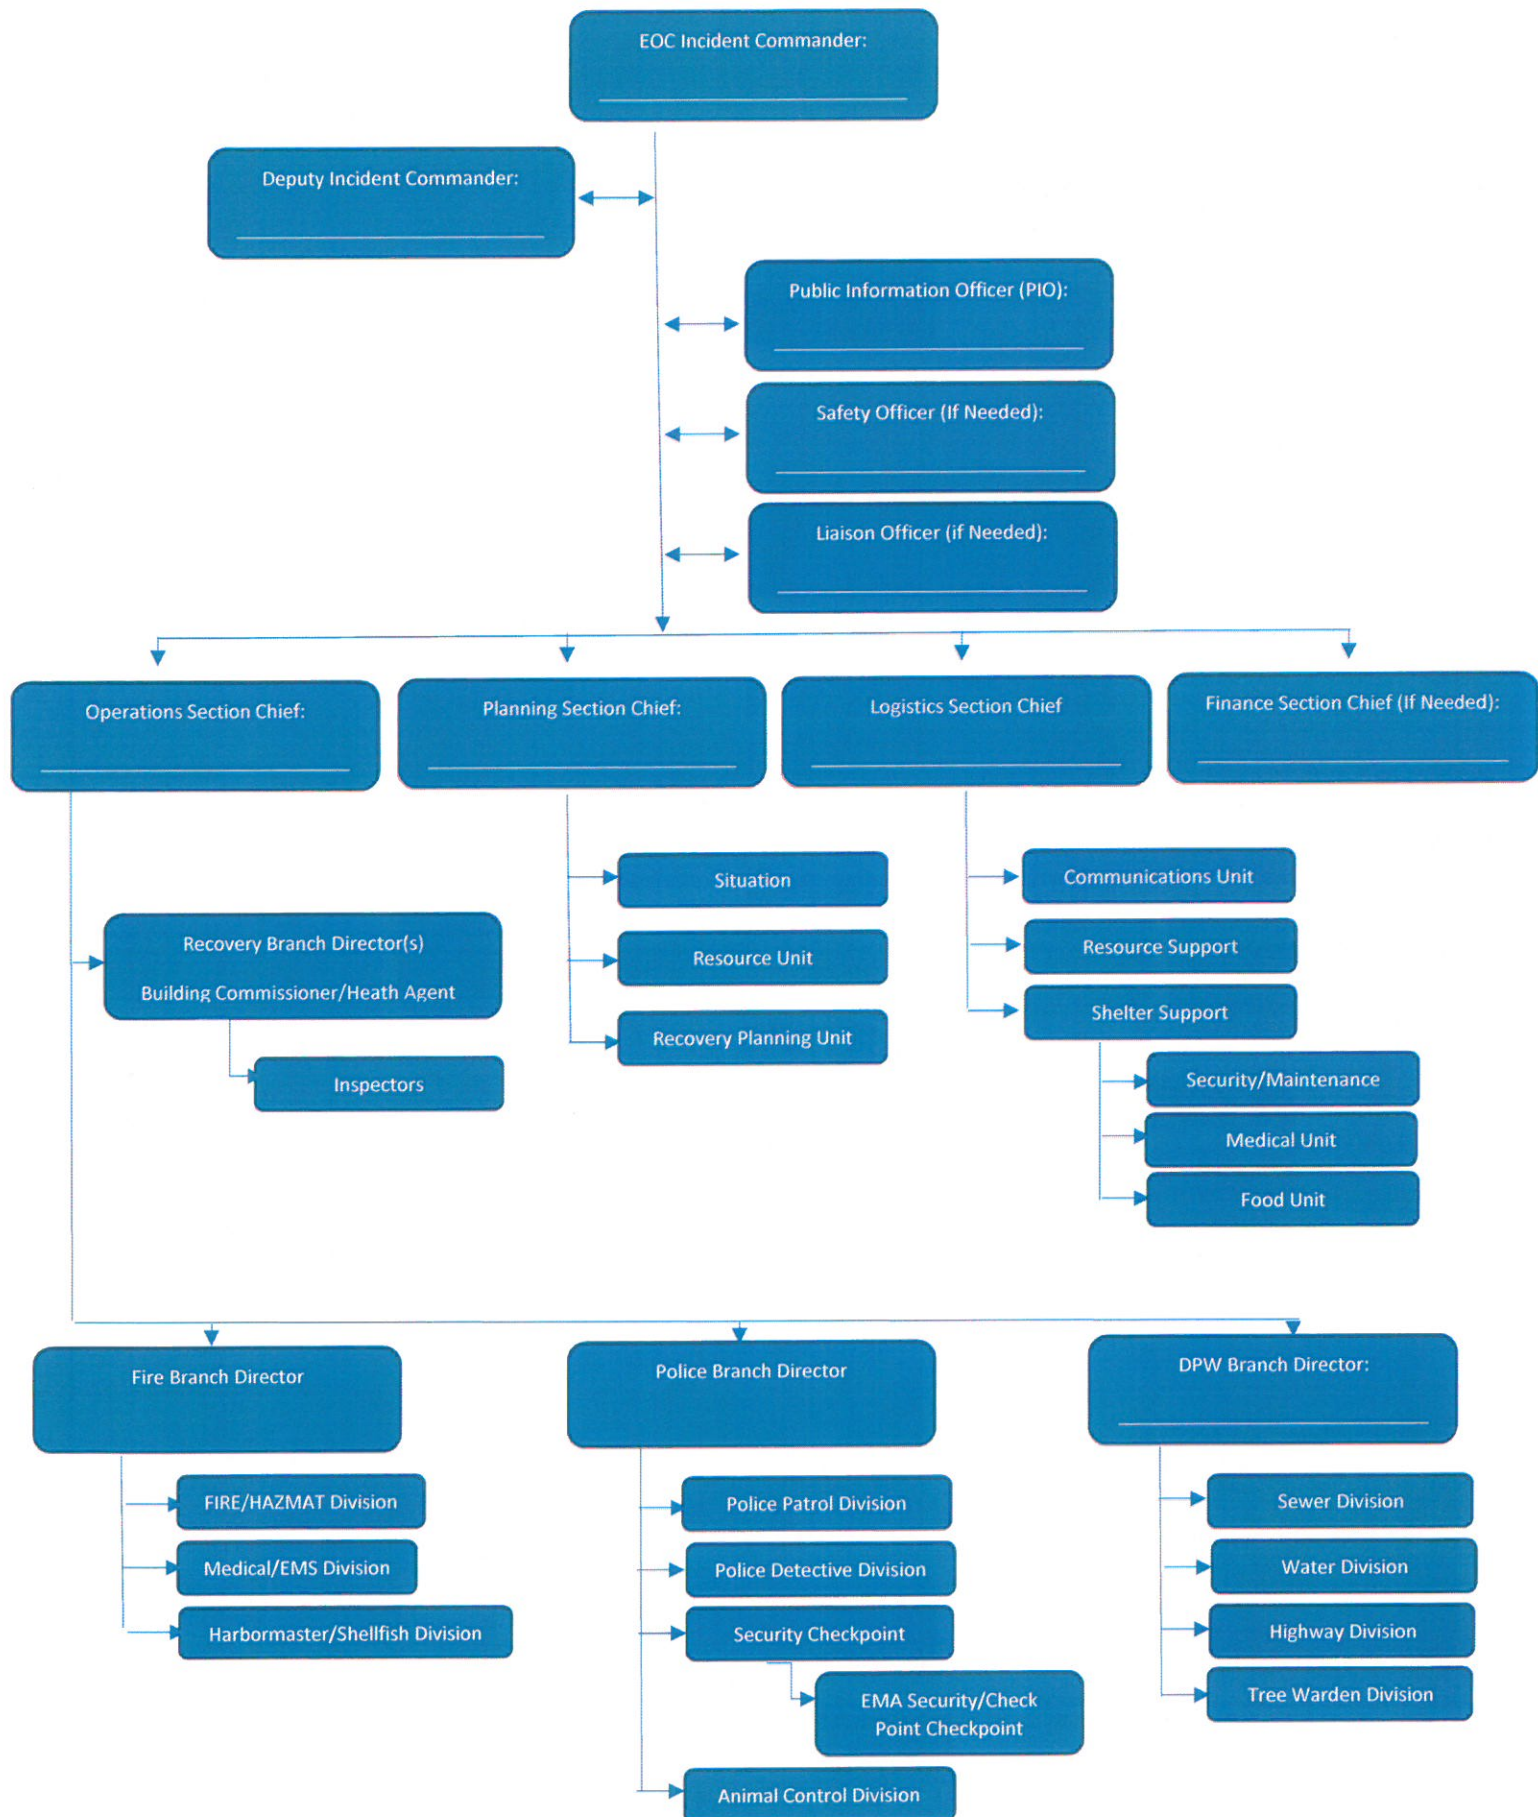 EOC Incident Commander:
Deputy Incident Commander:
Public Information Officer (PIO):
Safety Officer (If Needed):
Liaison Officer (if Needed):
Operations Section Chief:
Planning Section Chief:
Logistics Section Chief
Finance Section Chief (If Needed):
Situation
Resource Unit
Recovery Planning Unit
Communications Unit
Resource Support
Shelter Support
Security/Maintenance
Medical Unit
Food Unit
Recovery Branch Director(s)
Building Commissioner/Heath Agent
Inspectors
Fire Branch Director
FIRE/HAZMAT Division
Medical/EMS Division
Harbormaster/Shellfish Division
Police Branch Director
Police Patrol Division
Police Detective Division
Security Checkpoint
EMA Security/Check
Point Checkpoint
Animal Control Division
DPW Branch Director:
Sewer Division
Water Division
Highway Division
Tree Warden Division